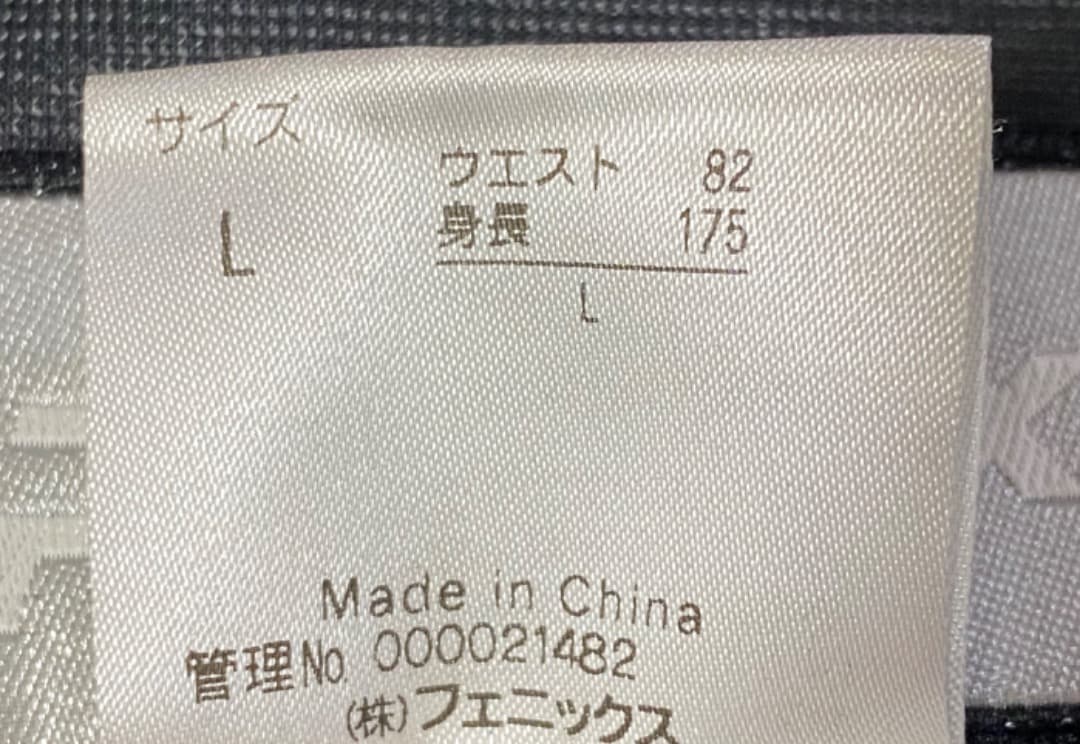 サイズ
L
ウエスト 82
身長 175
L
Made in China
管理No 000021482
(株)フェニックス